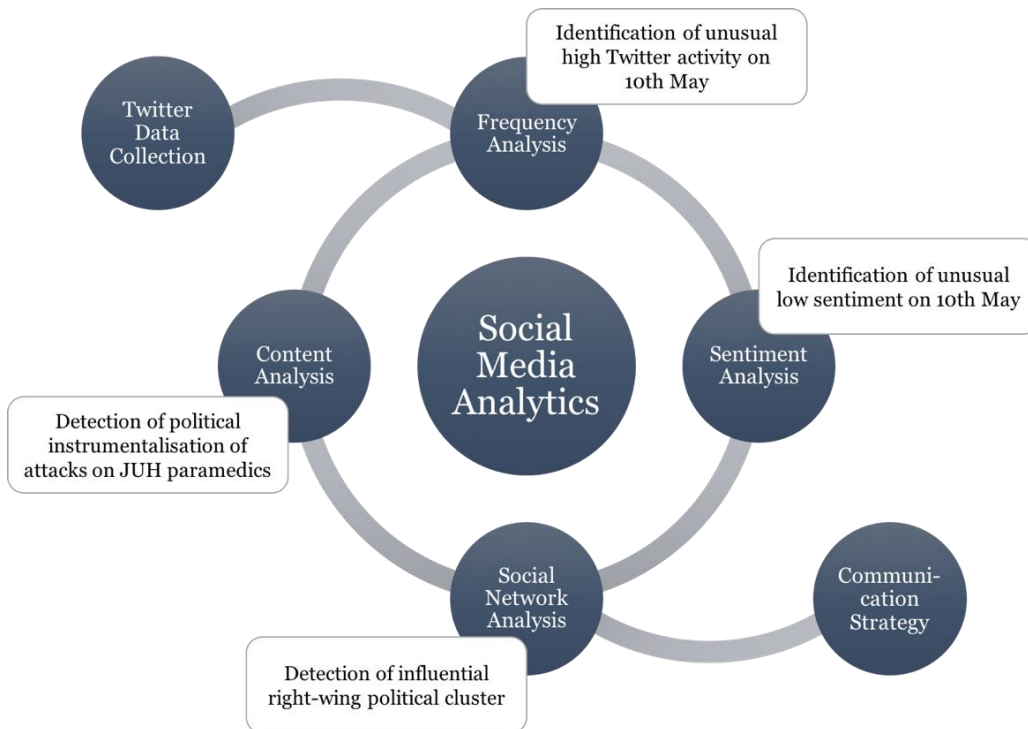 Identification of unusual
high Twitter activity on
10th May
Twitter
Data
Collection
Frequency
Analysis
Identification of unusual
low sentiment on 10th May
Social
Media
Analytics
Content
Analysis
Sentiment
Analysis
Detection of political
instrumentalisation of
attacks on JUH paramedics
Social
Network
Analysis
Communi-
cation
Strategy
Detection of influential
right-wing political cluster